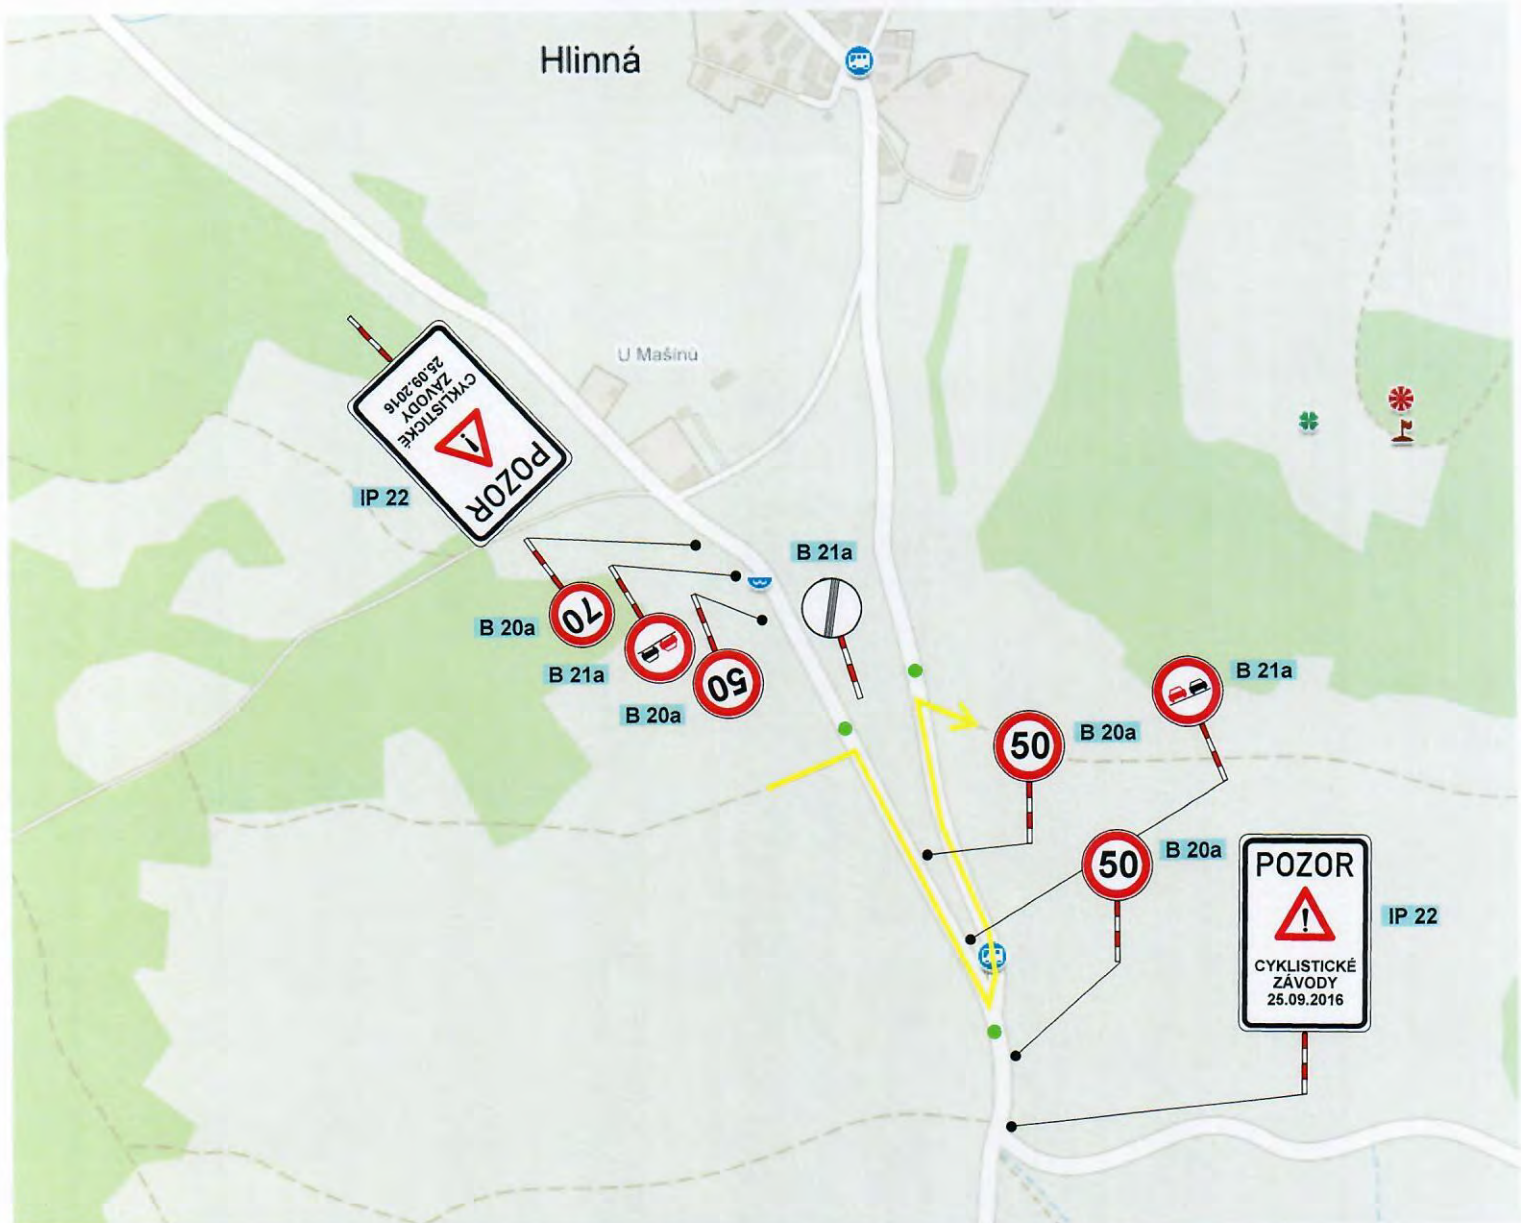 Hlinná
U Mašínů
POZOR
!
CYKLISTICKÉ
ZÁVODY
25.09.2016
IP 22
B 21a
70
B 20a
B 21a
50
B 20a
B 21a
50
B 20a
50
B 20a
POZOR
!
CYKLISTICKÉ
ZÁVODY
25.09.2016
IP 22